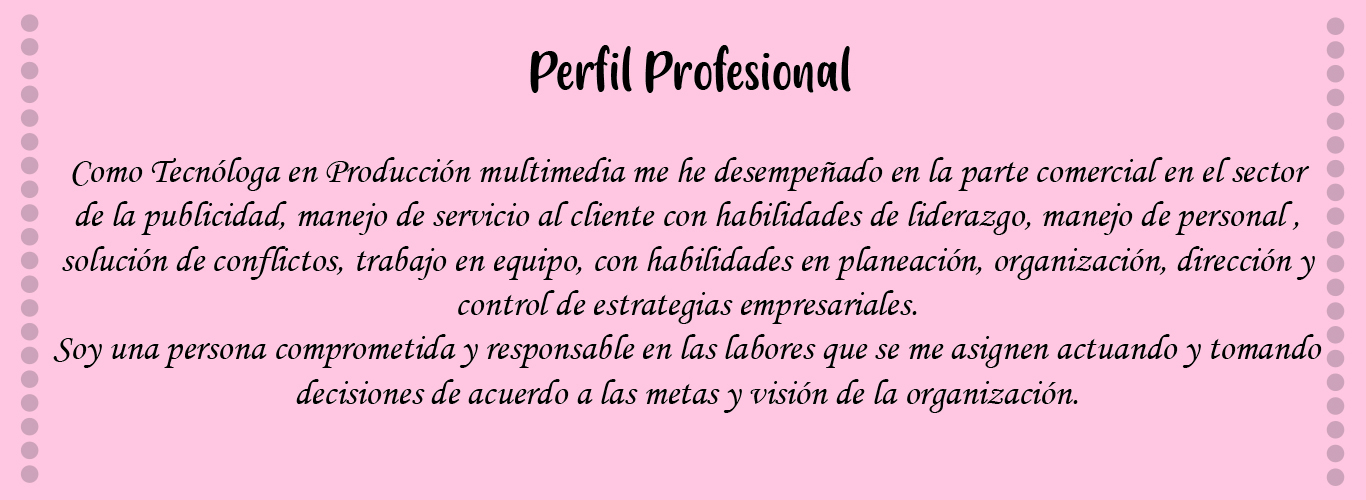 Perfil Profesional
Como Tecnóloga en Producción multimedia me he desempeñado en la parte comercial en el sector
de la publicidad, manejo de servicio al cliente con habilidades de liderazgo, manejo de personal ,
solución de conflictos, trabajo en equipo, con habilidades en planeación, organización, dirección y
control de estrategias empresariales.
Soy una persona comprometida y responsable en las labores que se me asignen actuando y tomando
decisiones de acuerdo a las metas y visión de la organización.